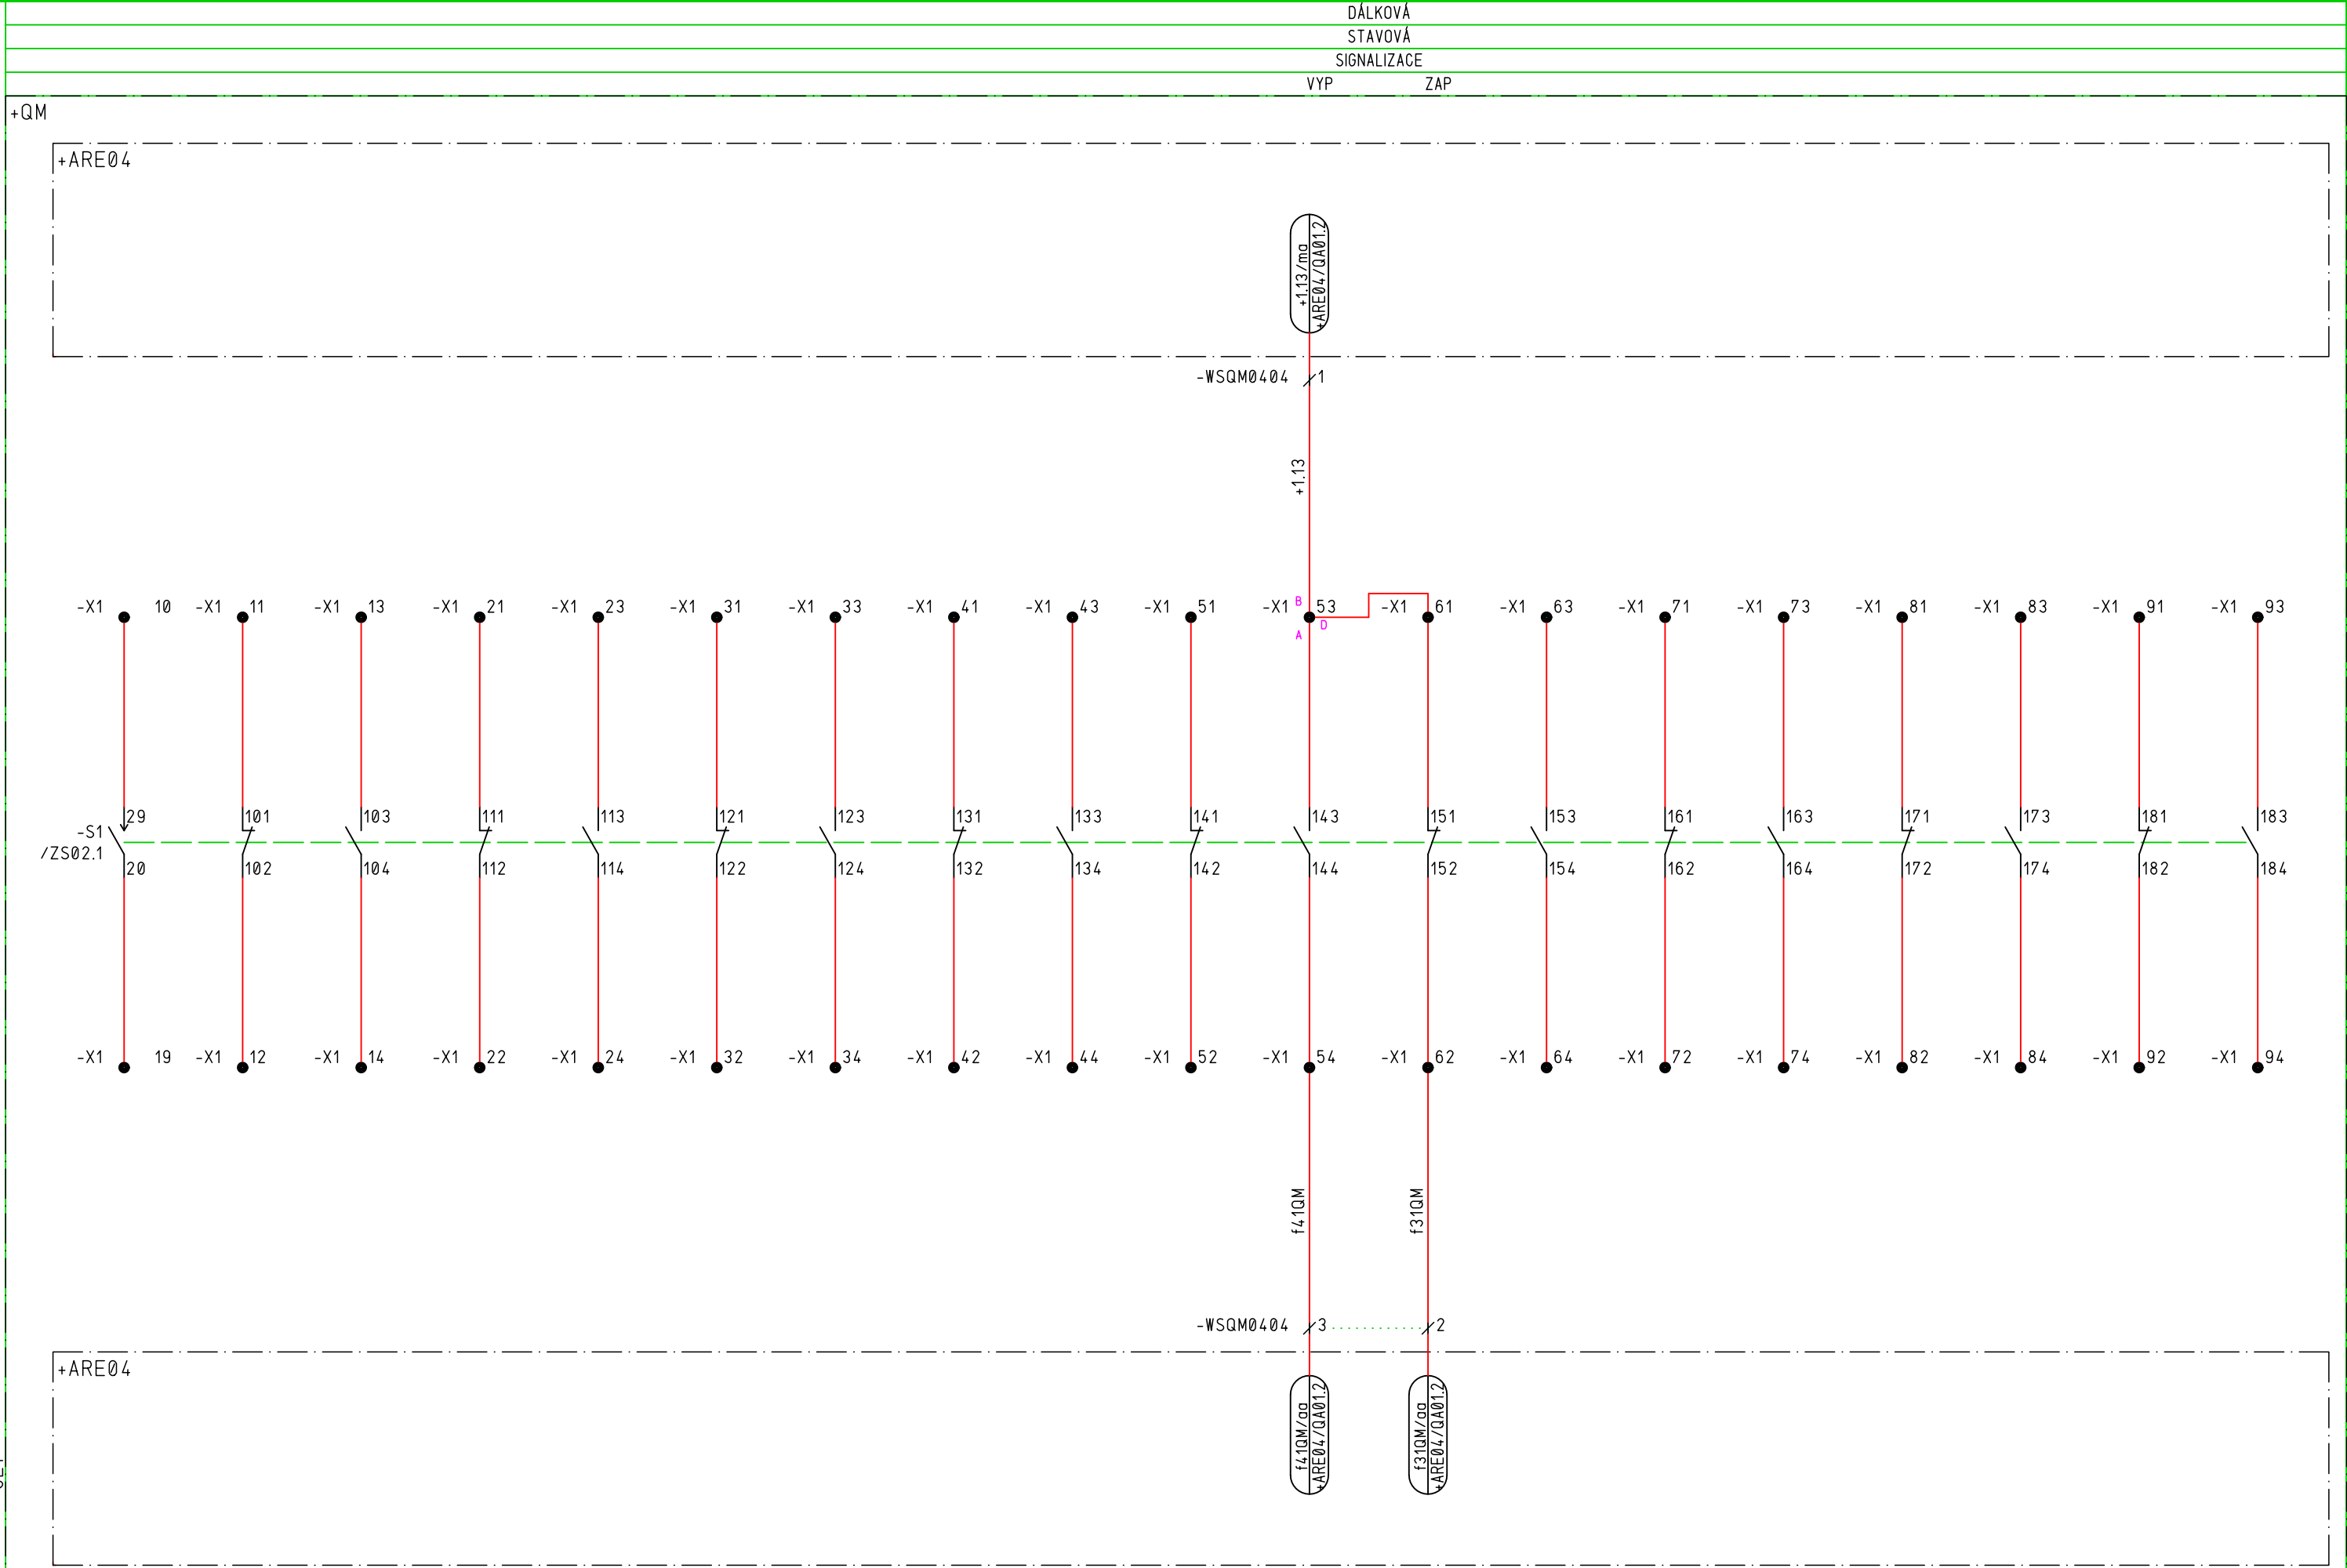 DÁLKOVÁ
STAVOVÁ
SIGNALIZACE
VYP ZAP
+QM
+ARE04
+1.13/ma
+ARE04/QA01.2
-WSQM0404 1
+1.13
-X1 10 -X1 11 -X1 13 -X1 21 -X1 23 -X1 31 -X1 33 -X1 41 -X1 43 -X1 51 -X1 B 53 -X1 61 -X1 63 -X1 71 -X1 73 -X1 81 -X1 83 -X1 91 -X1 93
A D
29 101 103 111 113 121 123 131 133 141 143 151 153 161 163 171 173 181 183
-S1
/ZS02.1
20 102 104 112 114 122 124 132 134 142 144 152 154 162 164 172 174 182 184
-X1 19 -X1 12 -X1 14 -X1 22 -X1 24 -X1 32 -X1 34 -X1 42 -X1 44 -X1 52 -X1 54 -X1 62 -X1 64 -X1 72 -X1 74 -X1 82 -X1 84 -X1 92 -X1 94
f41QM f31QM
-WSQM0404 3 2
+ARE04
f41QM/aa
+ARE04/QA01.2
f31QM/aa
+ARE04/QA01.2